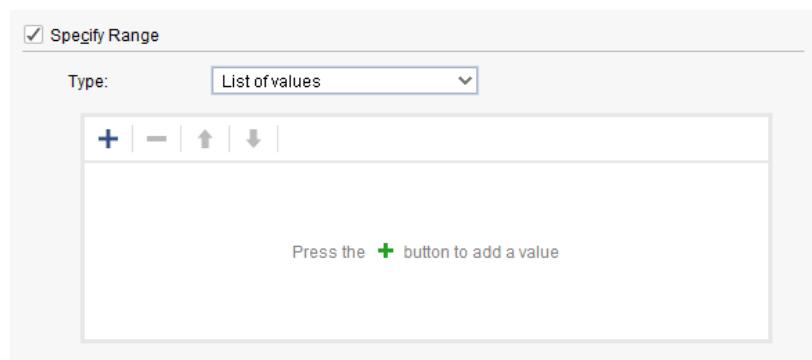 Specify Range
Type:
List of values
Press the + button to add a value